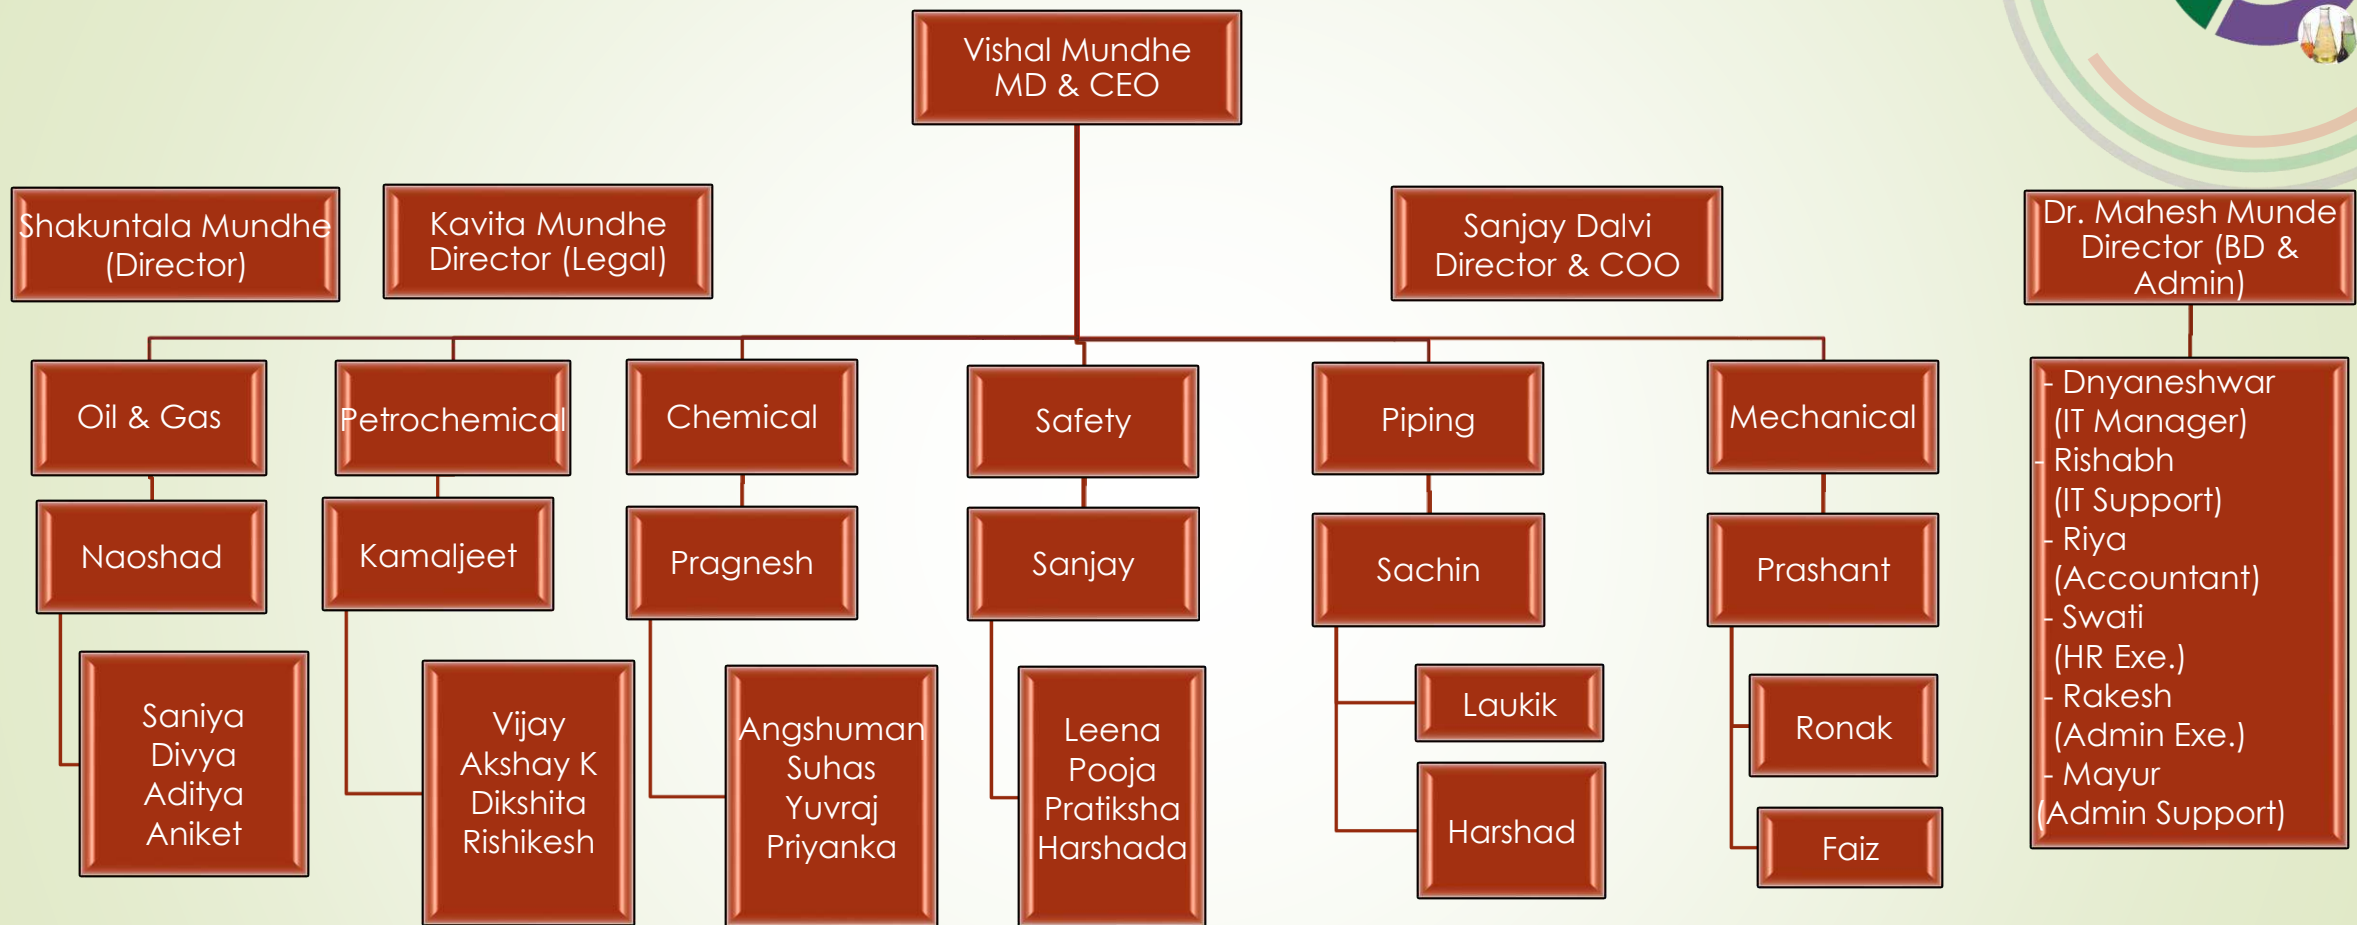 Vishal Mundhe
MD & CEO
Shakuntala Mundhe
(Director)
Kavita Mundhe
Director (Legal)
Sanjay Dalvi
Director & COO
Dr. Mahesh Munde
Director (BD &
Admin)
Oil & Gas
Petrochemical
Chemical
Safety
Piping
Mechanical
Naoshad
Kamaljeet
Pragnesh
Sanjay
Sachin
Prashant
Saniya
Divya
Aditya
Aniket
Vijay
Akshay K
Dikshita
Rishikesh
Angshuman
Suhas
Yuvraj
Priyanka
Leena
Pooja
Pratiksha
Harshada
Laukik
Harshad
Ronak
Faiz
- Dnyaneshwar
(IT Manager)
- Rishabh
(IT Support)
- Riya
(Accountant)
- Swati
(HR Exe.)
- Rakesh
(Admin Exe.)
- Mayur
(Admin Support)